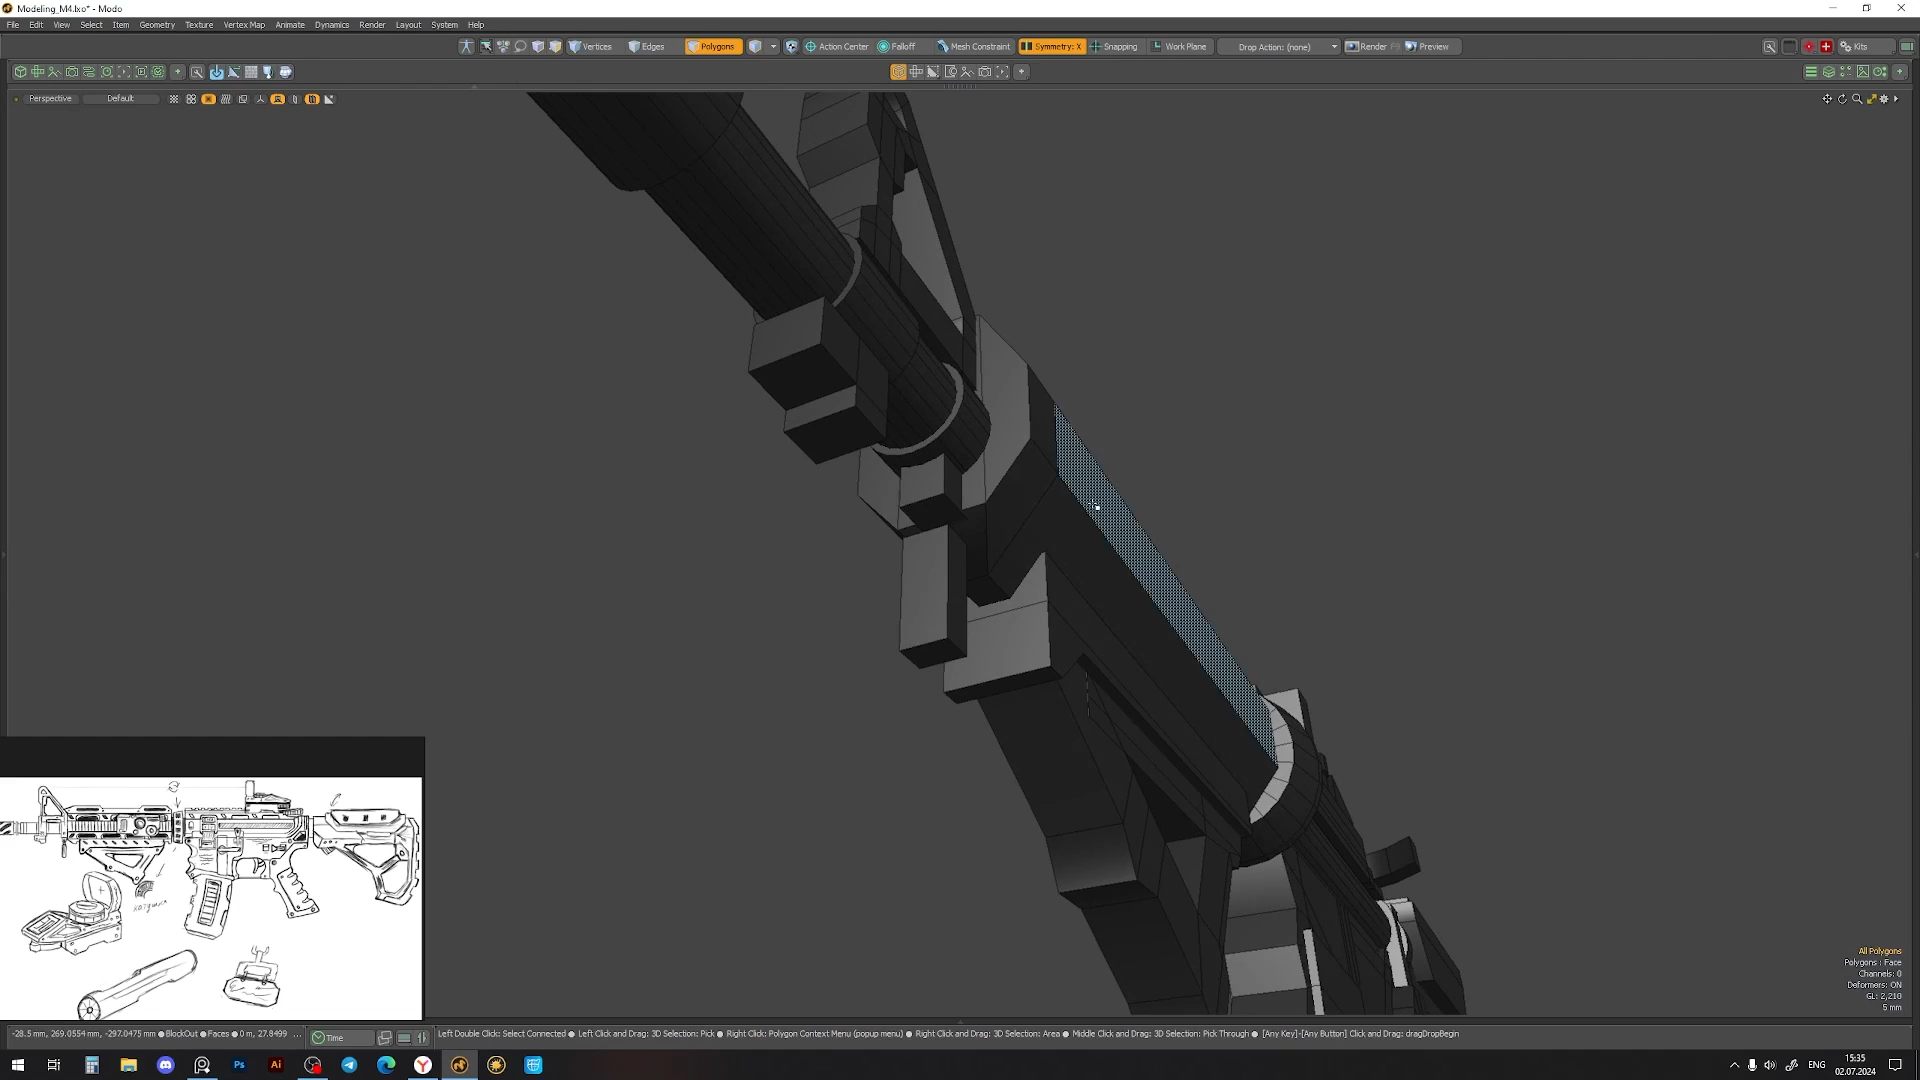 Modeling_M4.lxo* - Modo
File Edit View Select Item Geometry Texture Vertex Map Animate Dynamics Render Layout System Help
Vertices Edges Polygons Action Center Falloff Mesh Constraint Symmetry: X Snapping Work Plane Drop Action: (none) Render Preview Kits
Perspective Default
All Polygons
Polygons : Face
Channels: 0
Deformers: ON
GL: 2,210
5 mm
-28.5 mm, 269.0554 mm, -297.0475 mm ● BlockOut ● Faces ● 0 m, 27.8499 ... Time Left Double Click: Select Connected ● Left Click and Drag: 3D Selection: Pick ● Right Click: Polygon Context Menu (popup menu) ● Right Click and Drag: 3D Selection: Area ● Middle Click and Drag: 3D Selection: Pick Through ● [Any Key]-[Any Button] Click and Drag: dragDropBegin
Ps Ai ENG
15:35
02.07.2024